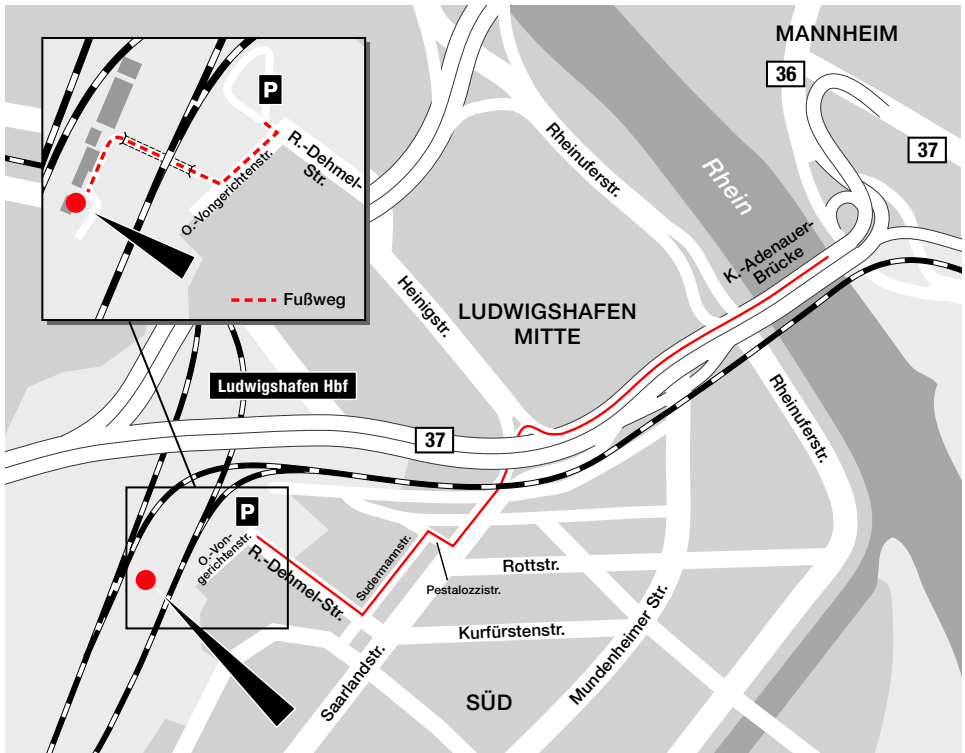 MANNHEIM
36
37
P
R.-Dehmel-
Str.
O.-Vongerichtenstr.
Fußweg
Rheinuferstr.
Rhein
K.-Adenauer-
Brücke
Heinigstr.
LUDWIGSHAFEN
MITTE
Ludwigshafen Hbf
37
Rheinuferstr.
P
O.-Von-
gerichtenstr.
R.-Dehmel-Str.
Sudermannstr.
Pestalozzistr.
Rottstr.
Kurfürstenstr.
Mundenheimer Str.
Saarlandstr.
SÜD